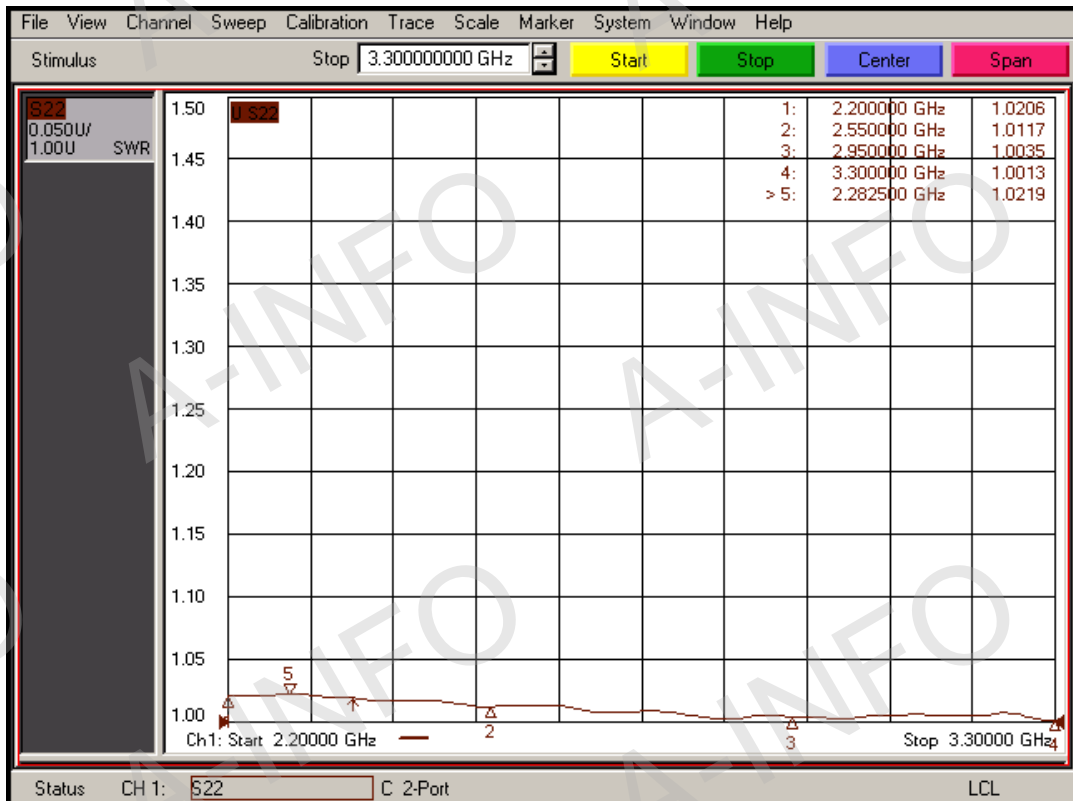 File View Channel Sweep Calibration Trace Scale Marker System Window Help
Stimulus Stop 3.300000000 GHz Start Stop Center Span
S22
0.050U/
1.00U SWR
U S22
1: 2.200000 GHz 1.0206
2: 2.550000 GHz 1.0117
3: 2.950000 GHz 1.0035
4: 3.300000 GHz 1.0013
> 5: 2.282500 GHz 1.0219
1.50
1.45
1.40
1.35
1.30
1.25
1.20
1.15
1.10
1.05
1.00
5
2
3
4
Ch1: Start 2.20000 GHz
Stop 3.30000 GHz
Status CH 1: S22 C 2-Port LCL
A-INFO
A-INFO
A-INFO
A-INFO